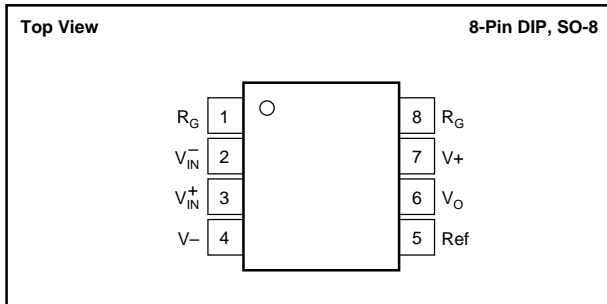 Top View 8-Pin DIP, SO-8
R_G 1 8 R_G
V_IN^– 2 7 V+
V_IN^+ 3 6 V_O
V– 4 5 Ref